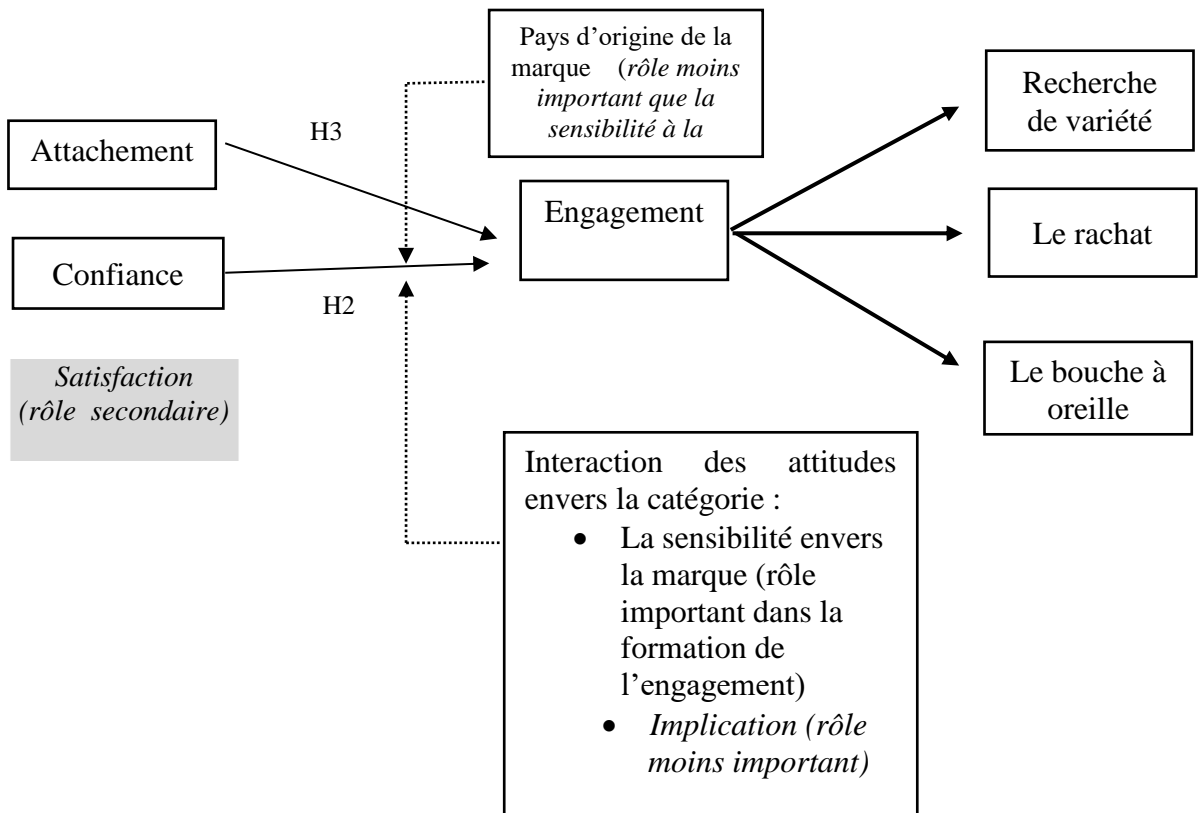 Pays d'origine de la
marque (rôle moins
important que la
sensibilité à la
Recherche
de variété
H3
Attachement
Engagement
Le rachat
Confiance
H2
Satisfaction
(rôle secondaire)
Le bouche à
oreille
Interaction des attitudes
envers la catégorie :
• La sensibilité envers
la marque (rôle
important dans la
formation de
l'engagement)
• Implication (rôle
moins important)